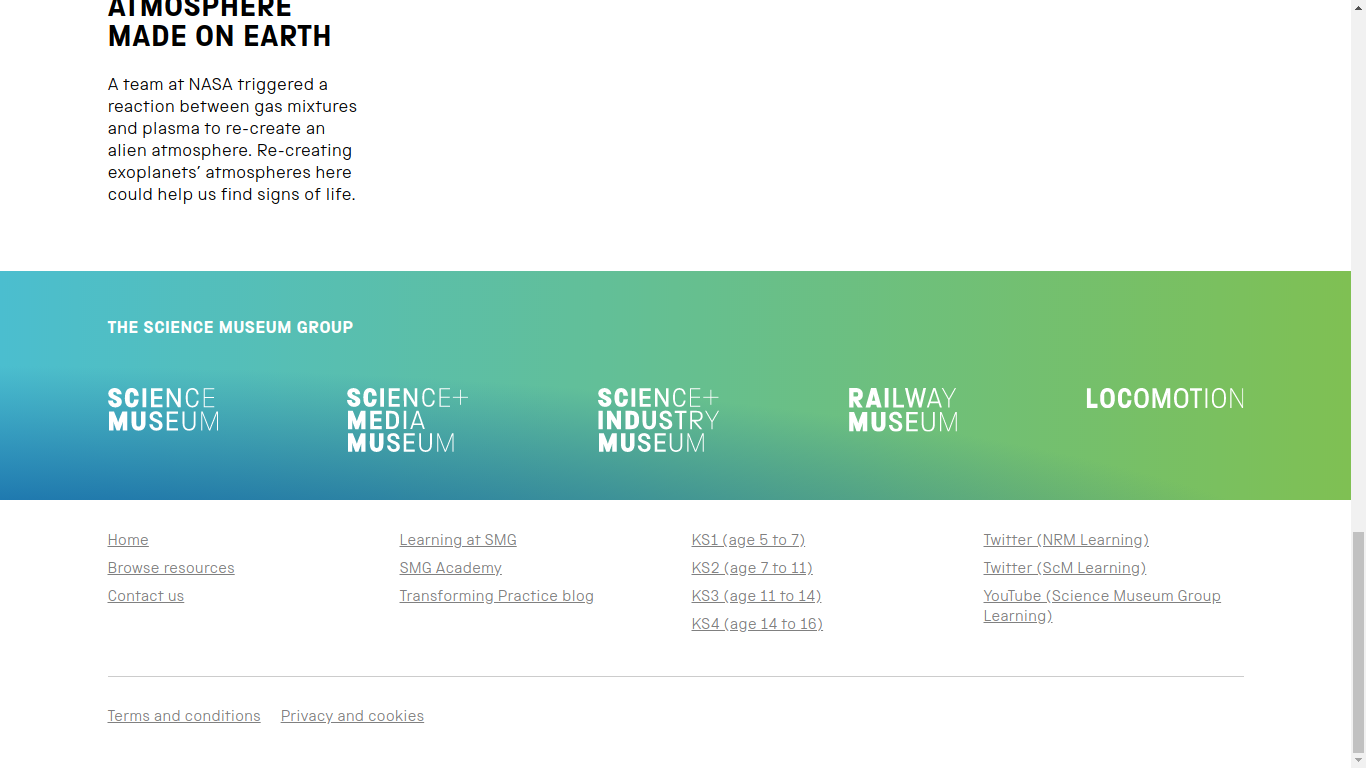 ATMOSPHERE
MADE ON EARTH
A team at NASA triggered a
reaction between gas mixtures
and plasma to re-create an
alien atmosphere. Re-creating
exoplanets’ atmospheres here
could help us find signs of life.
THE SCIENCE MUSEUM GROUP
SCIENCE
MUSEUM
SCIENCE+
MEDIA
MUSEUM
SCIENCE+
INDUSTRY
MUSEUM
RAILWAY
MUSEUM
LOCOMOTION
Home
Browse resources
Contact us
Learning at SMG
SMG Academy
Transforming Practice blog
KS1 (age 5 to 7)
KS2 (age 7 to 11)
KS3 (age 11 to 14)
KS4 (age 14 to 16)
Twitter (NRM Learning)
Twitter (ScM Learning)
YouTube (Science Museum Group
Learning)
Terms and conditions
Privacy and cookies